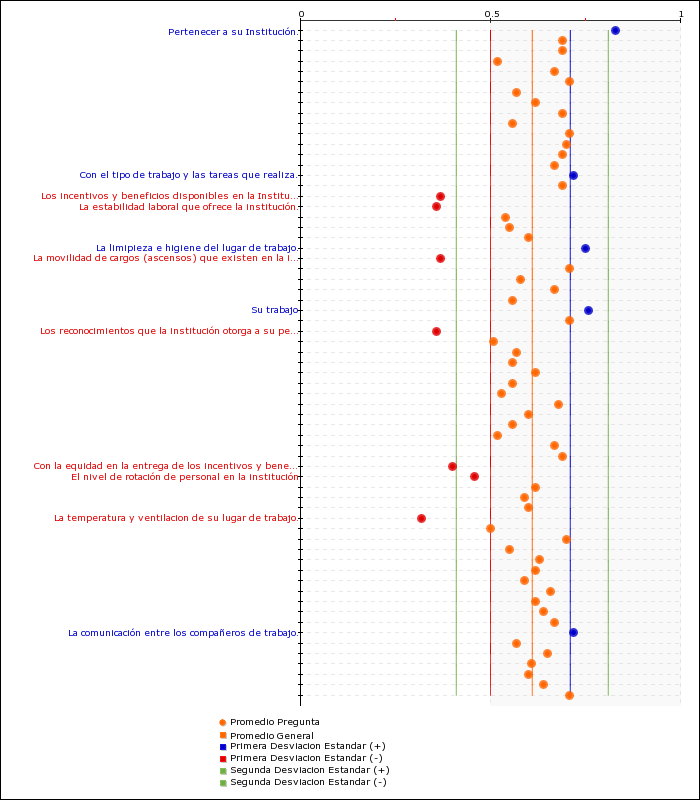 0 0.5 1
Pertenecer a su Institución.
Con el tipo de trabajo y las tareas que realiza.
Los incentivos y beneficios disponibles en la Institu...
La estabilidad laboral que ofrece la institución.
La limipieza e higiene del lugar de trabajo.
La movilidad de cargos (ascensos) que existen en la i...
Su trabajo
Los reconocimientos que la institución otorga a su pe...
Con la equidad en la entrega de los incentivos y bene...
El nivel de rotación de personal en la institución
La temperatura y ventilacion de su lugar de trabajo.
La comunicación entre los compañeros de trabajo.
Promedio Pregunta
Promedio General
Primera Desviacion Estandar (+)
Primera Desviacion Estandar (-)
Segunda Desviacion Estandar (+)
Segunda Desviacion Estandar (-)